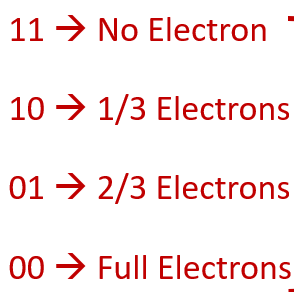 11 → No Electron
10 → 1/3 Electrons
01 → 2/3 Electrons
00 → Full Electrons